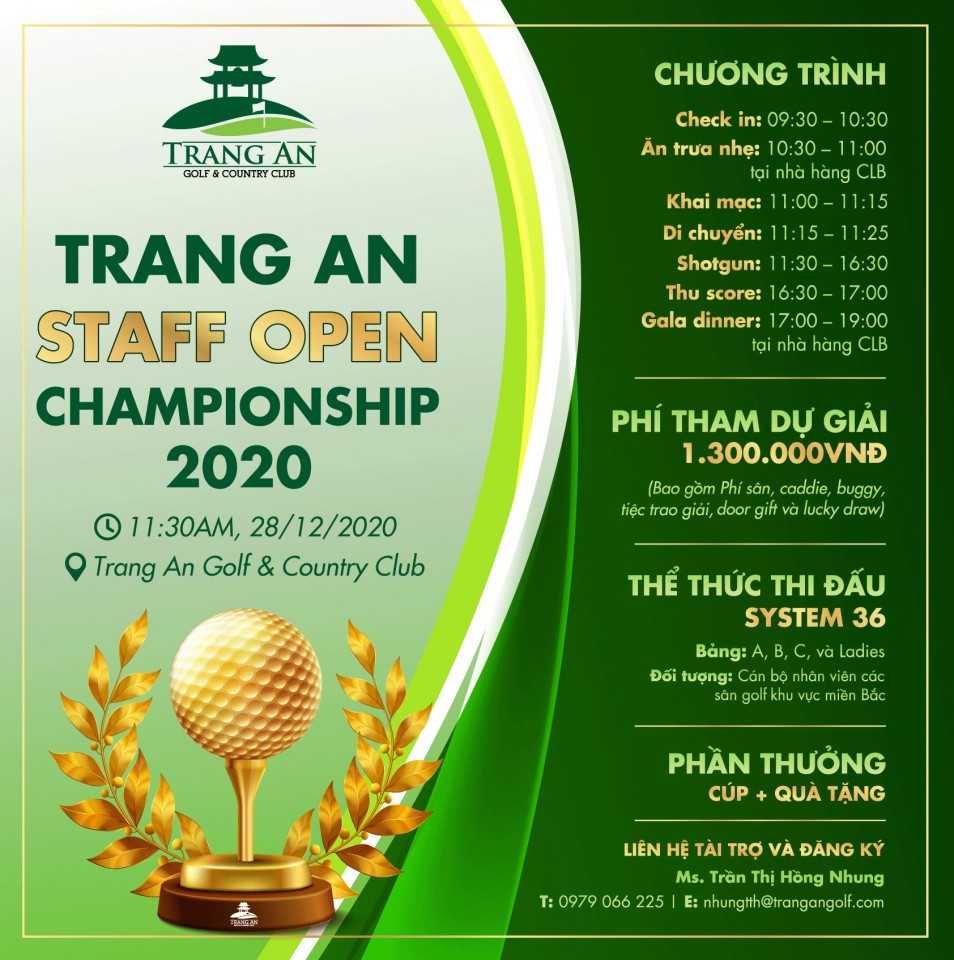 TRANG AN
GOLF & COUNTRY CLUB
TRANG AN
STAFF OPEN
CHAMPIONSHIP
2020
11:30AM, 28/12/2020
Trang An Golf & Country Club
TRANG AN
CHƯƠNG TRÌNH
Check in: 09:30 – 10:30
Ăn trưa nhẹ: 10:30 – 11:00
tại nhà hàng CLB
Khai mạc: 11:00 – 11:15
Di chuyển: 11:15 – 11:25
Shotgun: 11:30 – 16:30
Thu score: 16:30 – 17:00
Gala dinner: 17:00 – 19:00
tại nhà hàng CLB
PHÍ THAM DỰ GIẢI
1.300.000VNĐ
(Bao gồm Phí sân, caddie, buggy,
tiệc trao giải, door gift và lucky draw)
THỂ THỨC THI ĐẤU
SYSTEM 36
Bảng: A, B, C, và Ladies
Đối tượng: Cán bộ nhân viên các
sân golf khu vực miền Bắc
PHẦN THƯỞNG
CÚP + QUÀ TẶNG
LIÊN HỆ TÀI TRỢ VÀ ĐĂNG KÝ
Ms. Trần Thị Hồng Nhung
T: 0979 066 225 | E: nhungtth@trangangolf.com